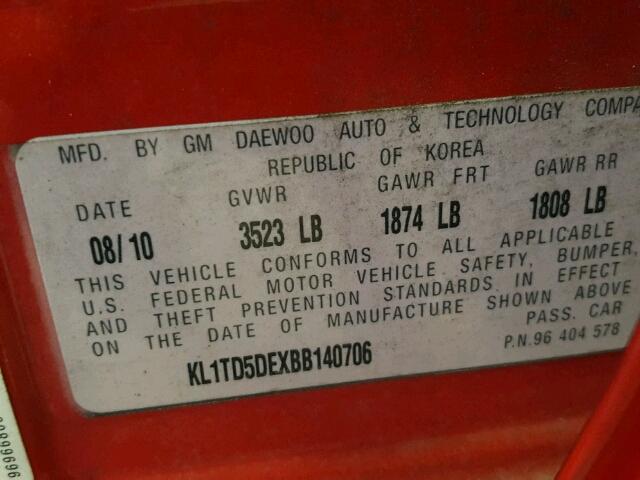 MFD. BY GM DAEWOO AUTO & TECHNOLOGY COMPA
REPUBLIC OF KOREA
DATE GVWR GAWR FRT GAWR RR
08/10 3523 LB 1874 LB 1808 LB
THIS VEHICLE CONFORMS TO ALL APPLICABLE
U.S. FEDERAL MOTOR VEHICLE SAFETY, BUMPER,
AND THEFT PREVENTION STANDARDS IN EFFECT
ON THE DATE OF MANUFACTURE SHOWN ABOVE
PASS. CAR
KL1TD5DEXBB140706 P.N.96 404 578